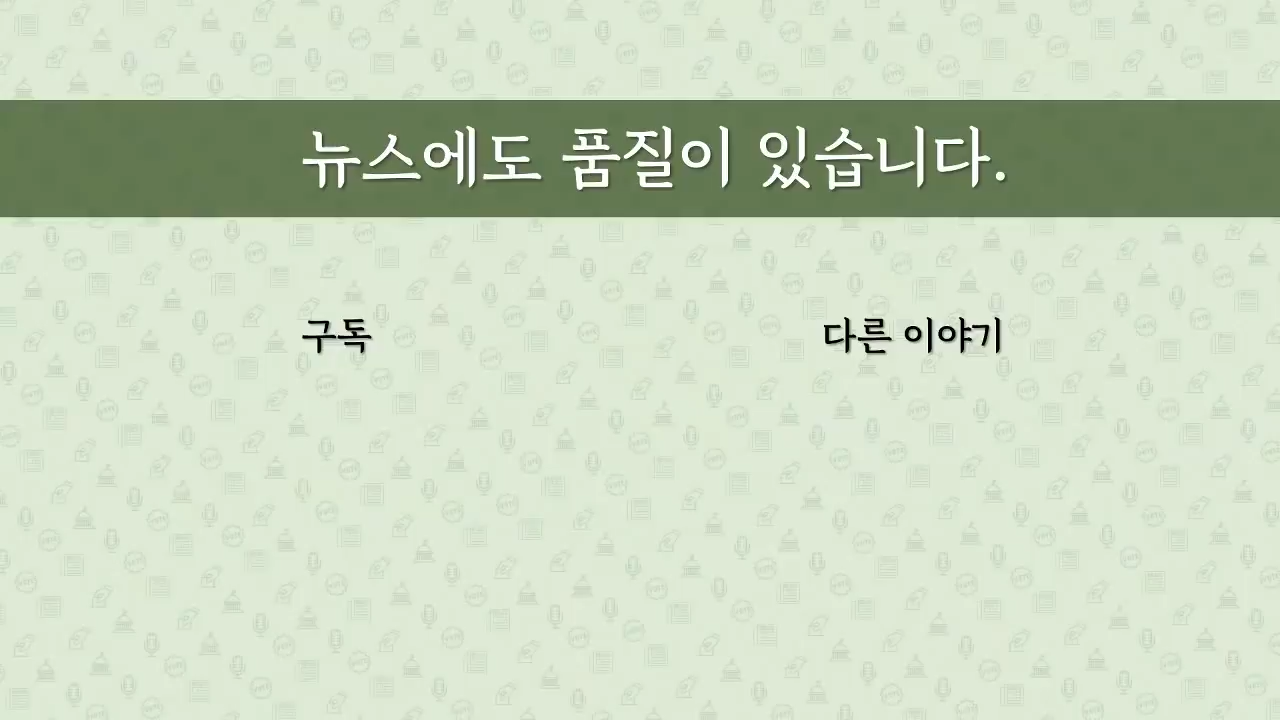 뉴스에도 품질이 있습니다.
구독
다른 이야기